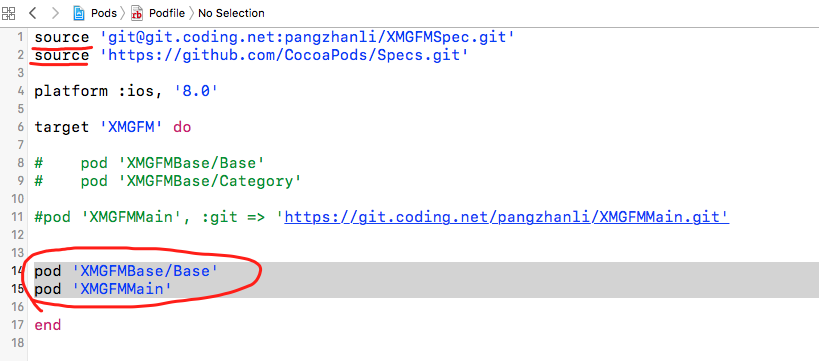 Pods > Podfile > No Selection
1 source 'git@git.coding.net:pangzhanli/XMGFMSpec.git'
2 source 'https://github.com/CocoaPods/Specs.git'
3
4 platform :ios, '8.0'
5
6 target 'XMGFM' do
7
8 #    pod 'XMGFMBase/Base'
9 #    pod 'XMGFMBase/Category'
10
11 #pod 'XMGFMMain', :git => 'https://git.coding.net/pangzhanli/XMGFMMain.git'
12
13
14 pod 'XMGFMBase/Base'
15 pod 'XMGFMMain'
16
17 end
18